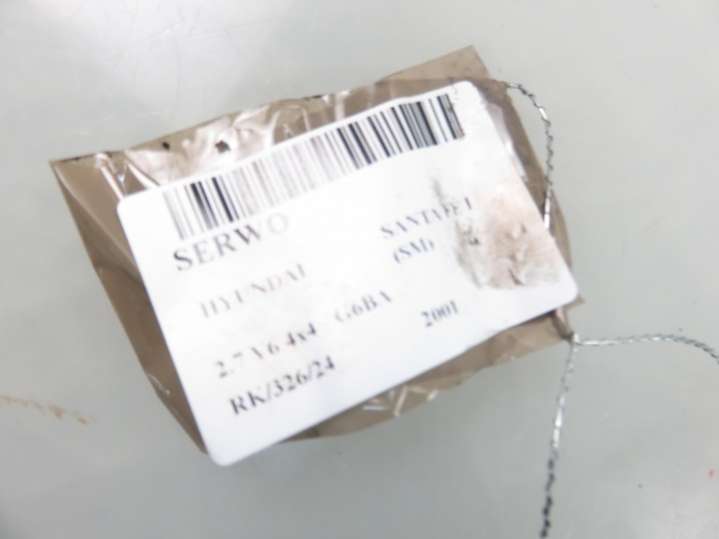 SERWO
HYUNDAI SANTA FE I
(SM)
2.7 V6 4x4 G6BA 2001
RK/326/24